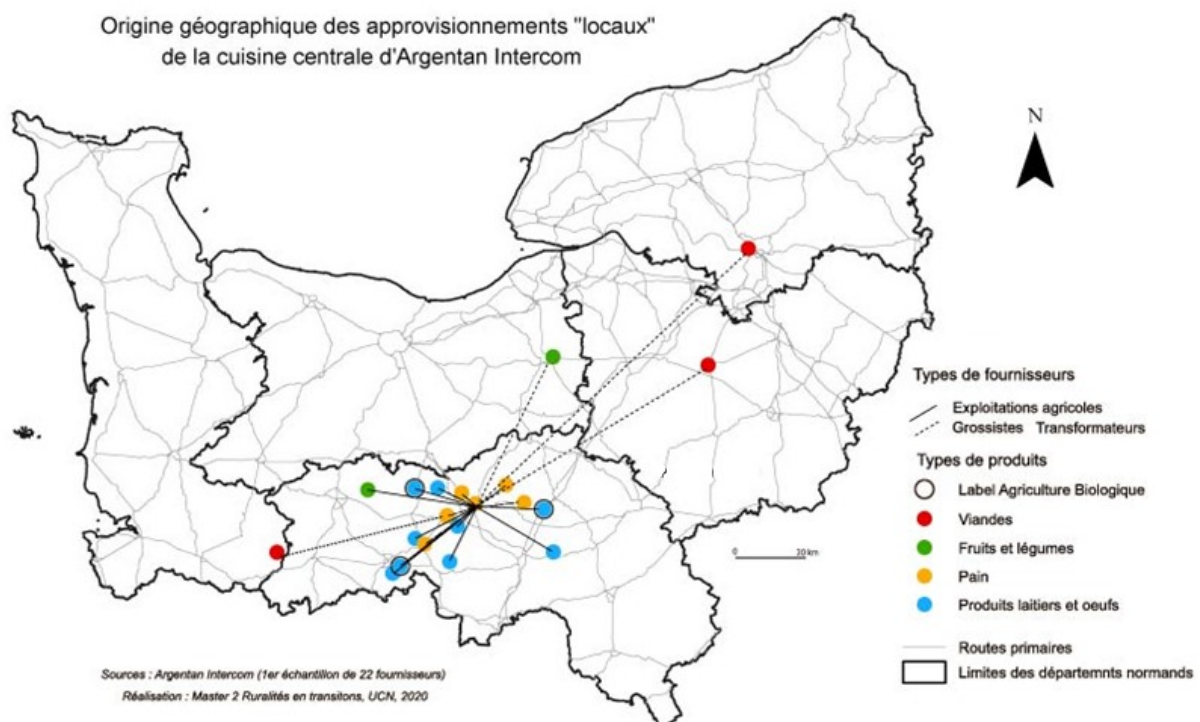 Origine géographique des approvisionnements "locaux"
de la cuisine centrale d'Argentan Intercom
N
Types de fournisseurs
Exploitations agricoles
Grossistes Transformateurs
Types de produits
Label Agriculture Biologique
Viandes
Fruits et légumes
Pain
Produits laitiers et oeufs
Routes primaires
Limites des départemnts normands
0 20 km
Sources : Argentan Intercom (1er échantillon de 22 fournisseurs)
Réalisation : Master 2 Ruralités en transitons, UCN, 2020